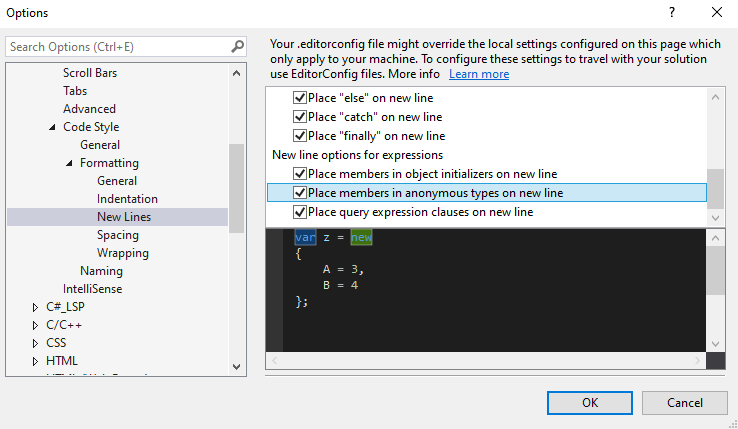 Options
?
Search Options (Ctrl+E)
Scroll Bars
Tabs
Advanced
Code Style
General
Formatting
General
Indentation
New Lines
Spacing
Wrapping
Naming
IntelliSense
C#_LSP
C/C++
CSS
HTML
Your .editorconfig file might override the local settings configured on this page which
only apply to your machine. To configure these settings to travel with your solution
use EditorConfig files. More info Learn more
Place "else" on new line
Place "catch" on new line
Place "finally" on new line
New line options for expressions
Place members in object initializers on new line
Place members in anonymous types on new line
Place query expression clauses on new line
var z = new
{
A = 3,
B = 4
};
OK
Cancel